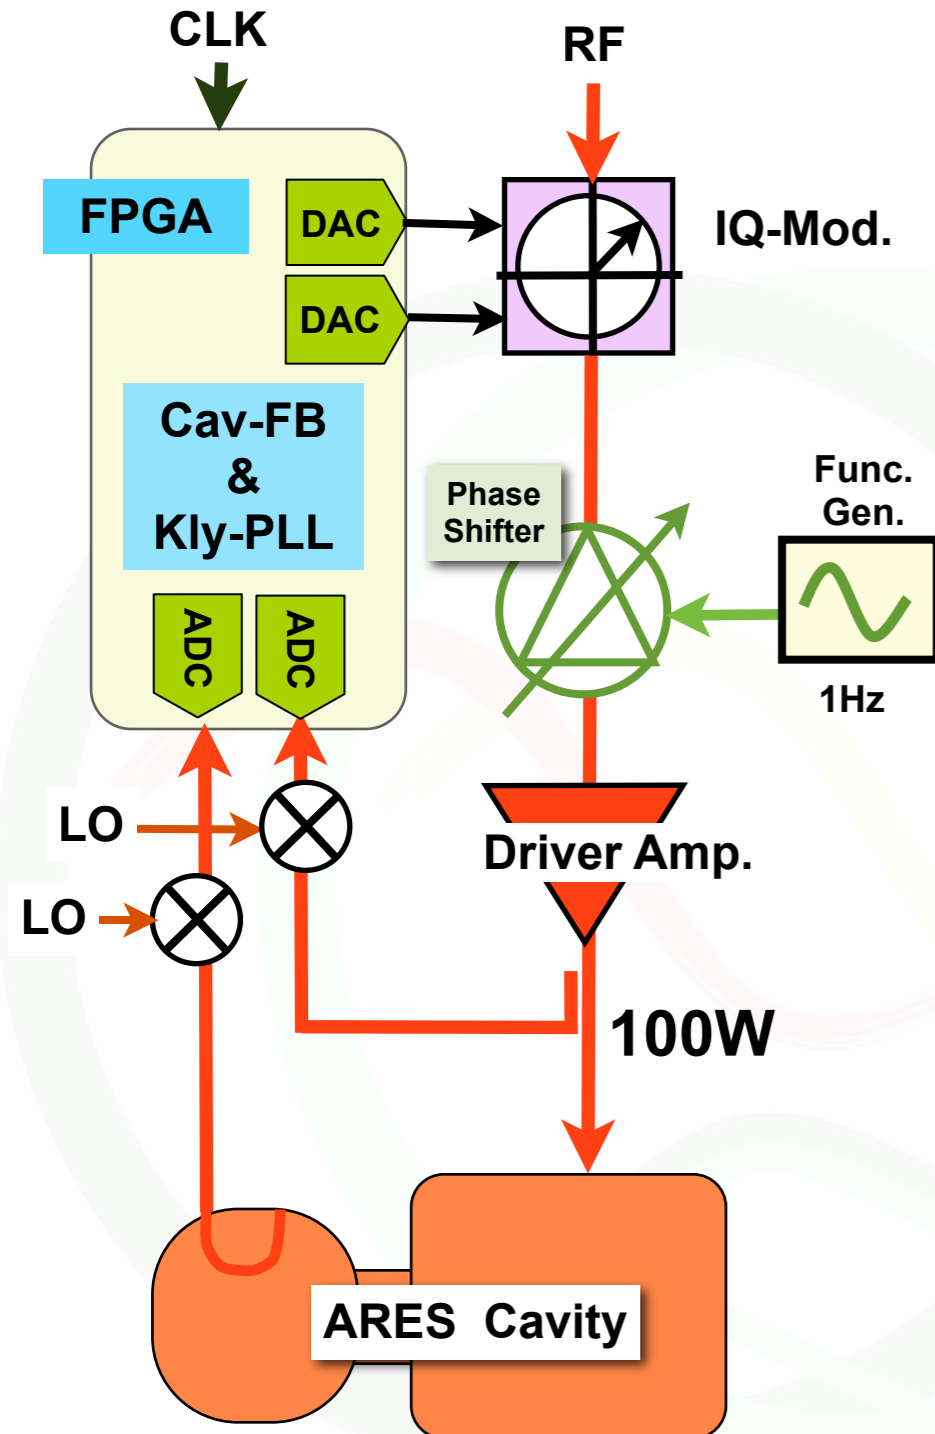 CLK
RF
FPGA
DAC
IQ-Mod.
DAC
Cav-FB
&
Kly-PLL
Phase
Shifter
Func.
Gen.
ADC
ADC
1Hz
LO
Driver Amp.
LO
100W
ARES Cavity